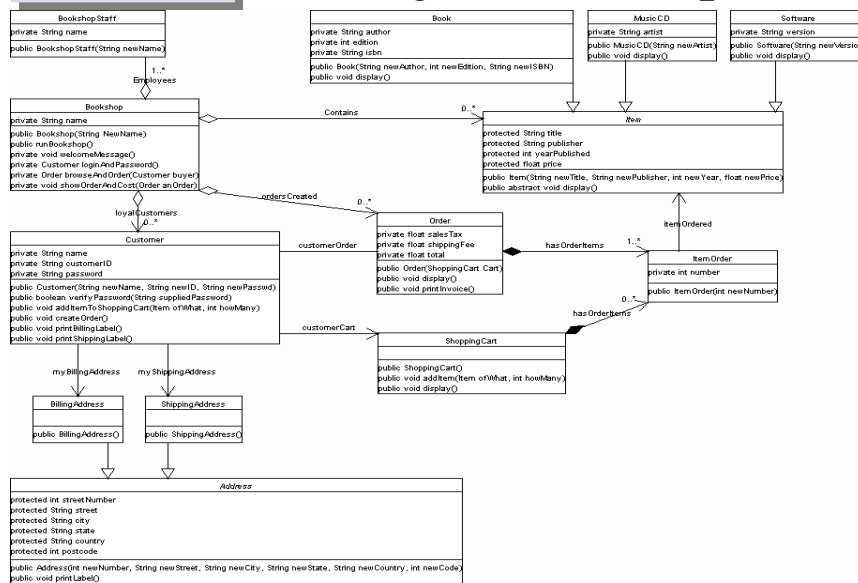 BookshopStaff
private String name
public BookshopStaff(String newName)
1..*
Employees
Book
private String author
private int edition
private String isbn
public Book(String newAuthor, int newEdition, String newISBN)
public void display()
MusicCD
private String artist
public MusicCD(String newArtist)
public void display()
Software
private String version
public Software(String newVersio
public void display()
Bookshop
private String name
public Bookshop(String NewName)
public runBookshop()
private void welcomeMessage()
private Customer loginAndPassword()
private Order browseAndOrder(Customer buyer)
private void showOrderAndCost(Order anOrder)
Contains
0..*
Item
protected String title
protected String publisher
protected int yearPublished
protected float price
public Item(String newTitle, String newPublisher, int newYear, float newPrice)
public abstract void display()
ordersCreated
0..*
loyalCustomers
0..*
itemOrdered
Customer
private String name
private String customerID
private String password
public Customer(String newName, String newID, String newPasswd)
public boolean verifyPassword(String suppliedPassword)
public void addItemToShoppingCart(Item ofWhat, int howMany)
public void createOrder()
public void printBillingLabel()
public void printShippingLabel()
customerOrder
Order
private float salesTax
private float shippingFee
private float total
public Order(ShoppingCart Cart)
public void display()
public void printInvoice()
hasOrderItems
1..*
ItemOrder
private int number
public ItemOrder(int newNumber)
0..*
hasOrderItems
customerCart
ShoppingCart
public ShoppingCart()
public void addItem(Item ofWhat, int howMany)
public void display()
myBillingAddress
myShippingAddress
BillingAddress
public BillingAddress()
ShippingAddress
public ShippingAddress()
Address
protected int streetNumber
protected String street
protected String city
protected String state
protected String country
protected int postcode
public Address(int newNumber, String newStreet, String newCity, String newState, String newCountry, int newCode)
public void printLabel()